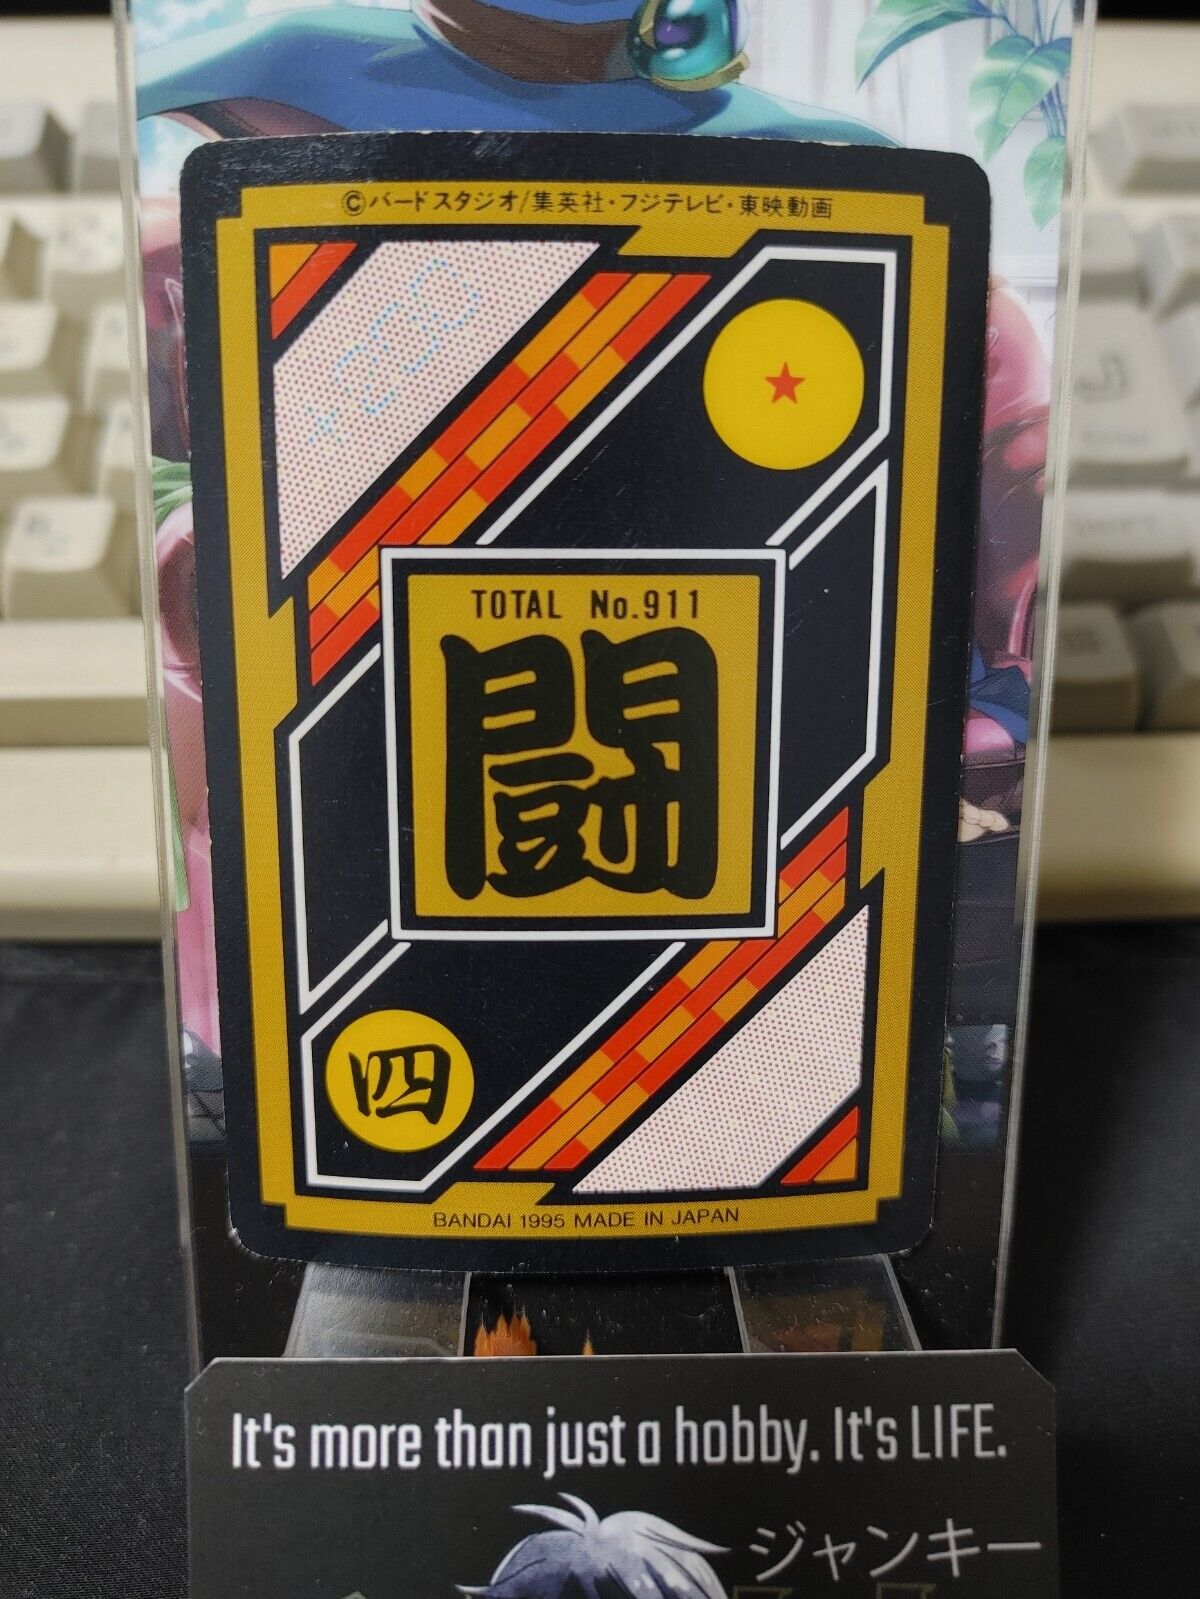 ©バードスタジオ/集英社・フジテレビ・東映動画
+200
TOTAL No.911
闘
四
BANDAI 1995 MADE IN JAPAN
It's more than just a hobby. It's LIFE.
ジャンキー